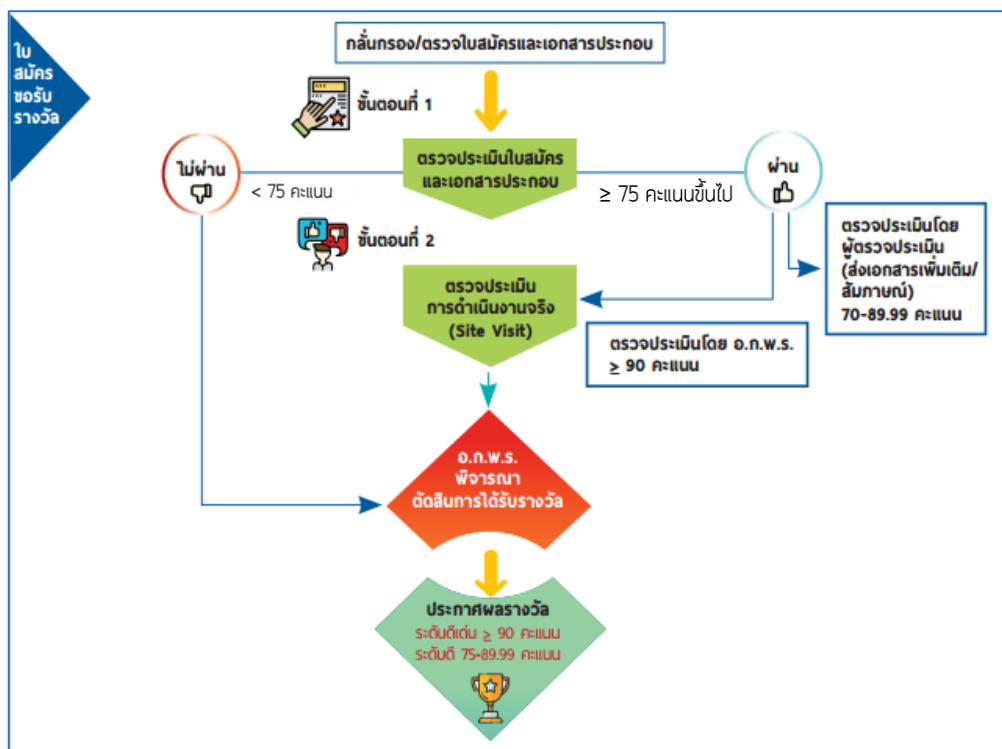 ใบ
สมัคร
ขอรับ
รางวัล
กลั่นกรอง/ตรวจใบสมัครและเอกสารประกอบ
ขั้นตอนที่ 1
ตรวจประเมินใบสมัคร
และเอกสารประกอบ
ไม่ผ่าน
< 75 คะแนน
≥ 75 คะแนนขึ้นไป
ผ่าน
ขั้นตอนที่ 2
ตรวจประเมิน
การดำเนินงานจริง
(Site Visit)
ตรวจประเมินโดย
ผู้ตรวจประเมิน
(ส่งเอกสารเพิ่มเติม/
สัมภาษณ์)
70-89.99 คะแนน
ตรวจประเมินโดย อ.ก.พ.ร.
≥ 90 คะแนน
อ.ก.พ.ร.
พิจารณา
ตัดสินการได้รับรางวัล
ประกาศผลรางวัล
ระดับดีเด่น ≥ 90 คะแนน
ระดับดี 75-89.99 คะแนน